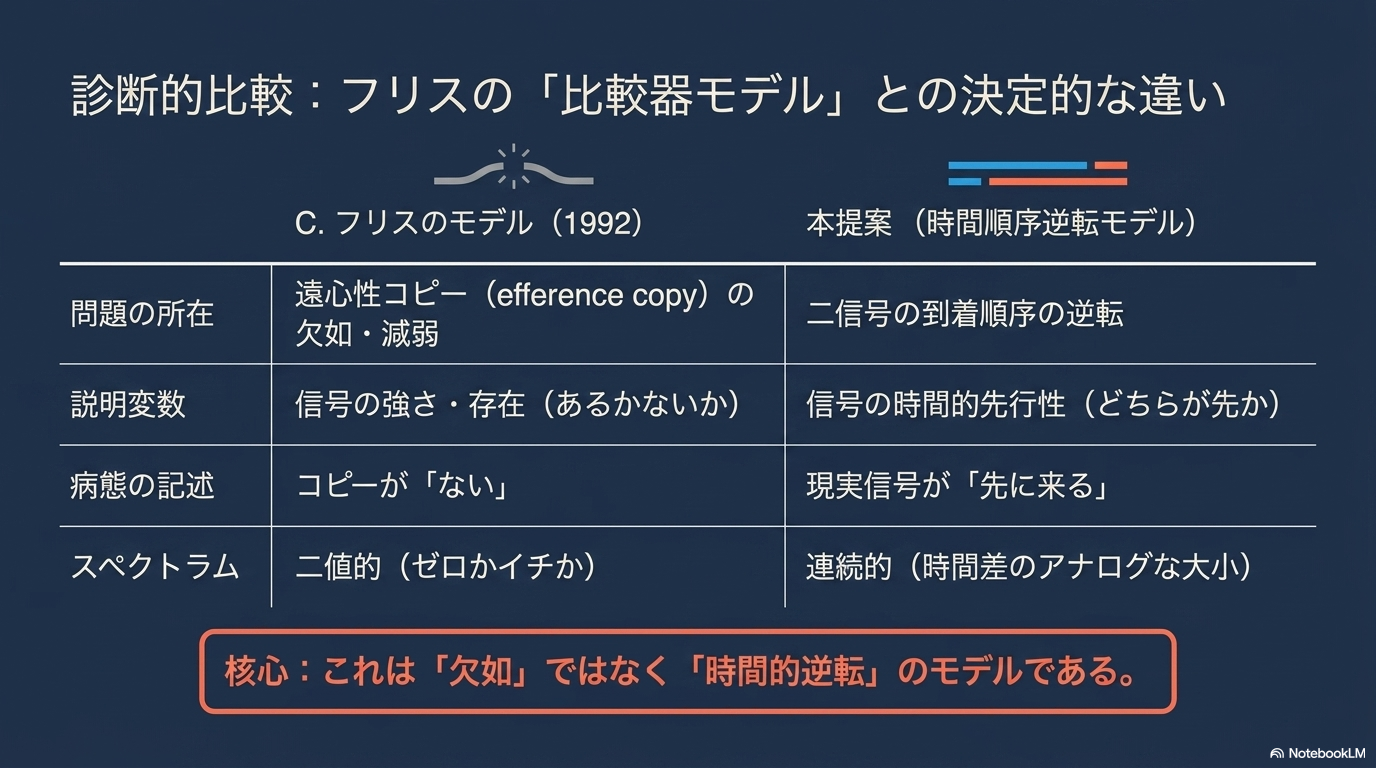 診断的比較：フリスの「比較器モデル」との決定的な違い
C. フリスのモデル（1992）
本提案 （時間順序逆転モデル）
問題の所在
遠心性コピー（efference copy）の
欠如・減弱
二信号の到着順序の逆転
説明変数
信号の強さ・存在（あるかないか）
信号の時間的先行性（どちらが先か）
病態の記述
コピーが「ない」
現実信号が「先に来る」
スペクトラム
二値的（ゼロかイチか）
連続的（時間差のアナログな大小）
核心：これは「欠如」ではなく「時間的逆転」のモデルである。
NotebookLM